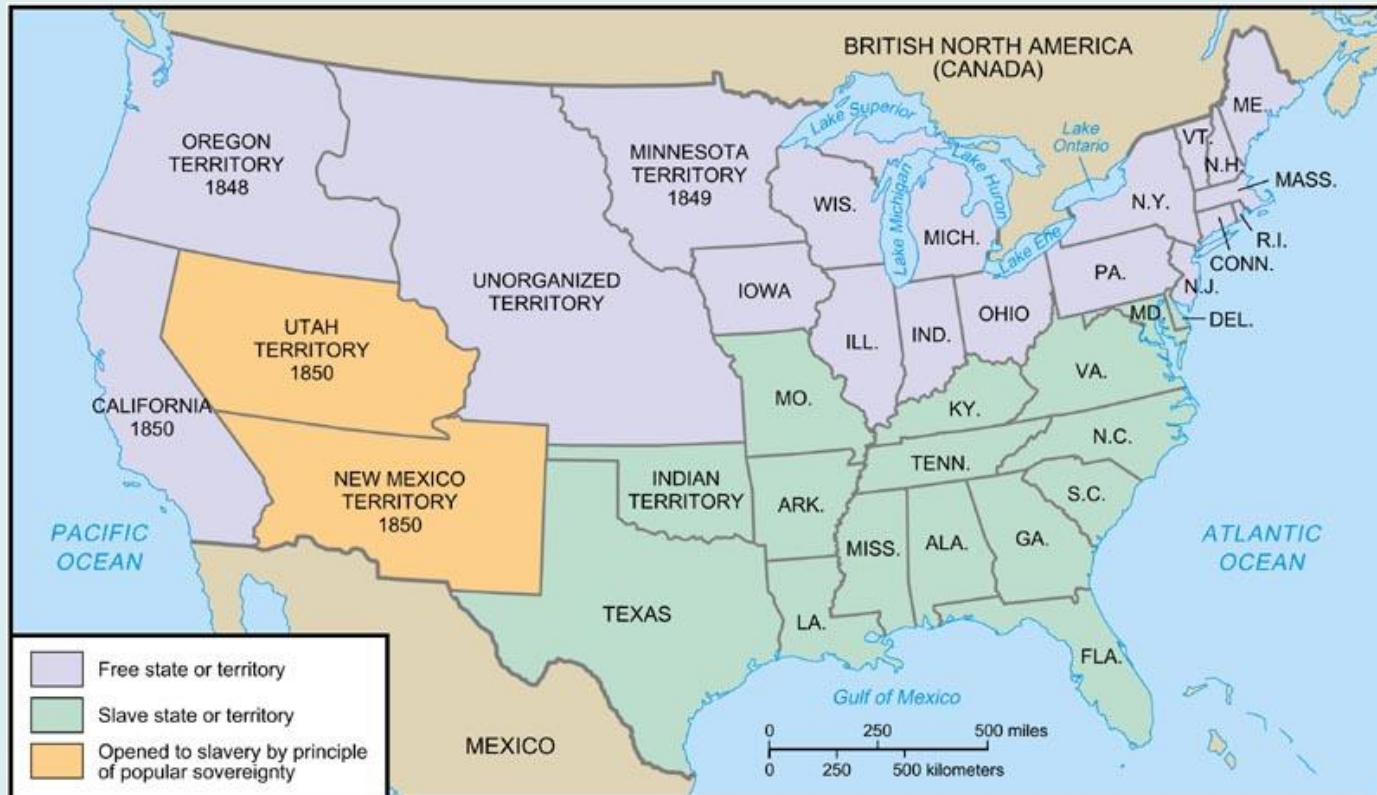 BRITISH NORTH AMERICA
(CANADA)
OREGON
TERRITORY
1848
MINNESOTA
TERRITORY
1849
UNORGANIZED
TERRITORY
UTAH
TERRITORY
1850
CALIFORNIA
1850
NEW MEXICO
TERRITORY
1850
Lake Superior
Lake Michigan
Lake Huron
Lake Ontario
Lake Erie
WIS.
MICH.
IOWA
ILL.
IND.
OHIO
PA.
N.Y.
VT.
N.H.
ME.
MASS.
R.I.
CONN.
N.J.
MD.
DEL.
VA.
MO.
KY.
N.C.
TENN.
INDIAN
TERRITORY
ARK.
S.C.
MISS.
ALA.
GA.
TEXAS
LA.
FLA.
PACIFIC
OCEAN
ATLANTIC
OCEAN
Gulf of Mexico
MEXICO
Free state or territory
Slave state or territory
Opened to slavery by principle
of popular sovereignty
0 250 500 miles
0 250 500 kilometers